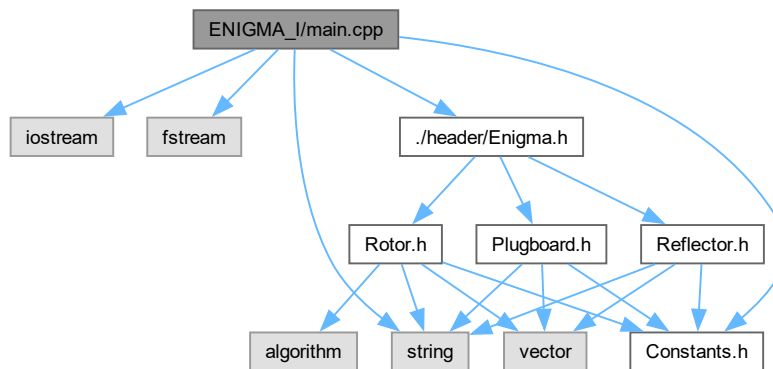 ENIGMA_I/main.cpp
iostream
fstream
./header/Enigma.h
Rotor.h
Plugboard.h
Reflector.h
algorithm
string
vector
Constants.h